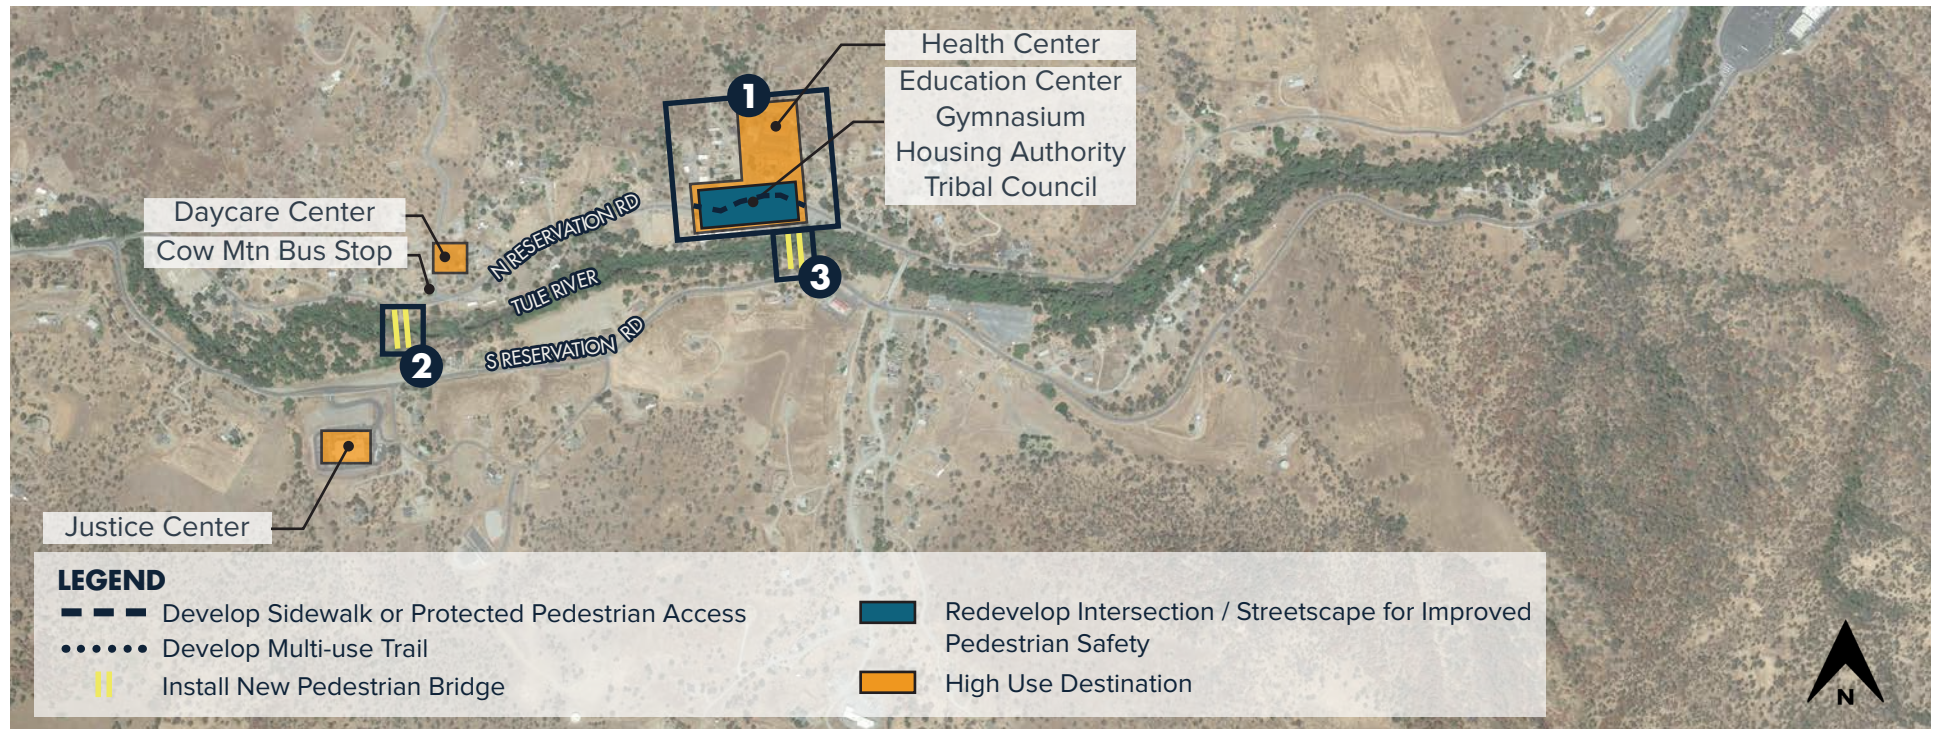 Health Center
Education Center
Gymnasium
Housing Authority
Tribal Council
1
Daycare Center
Cow Mtn Bus Stop
N RESERVATION RD
TULE RIVER
S RESERVATION RD
3
2
Justice Center
LEGEND
Develop Sidewalk or Protected Pedestrian Access
Develop Multi-use Trail
Install New Pedestrian Bridge
Redevelop Intersection / Streetscape for Improved
Pedestrian Safety
High Use Destination
N